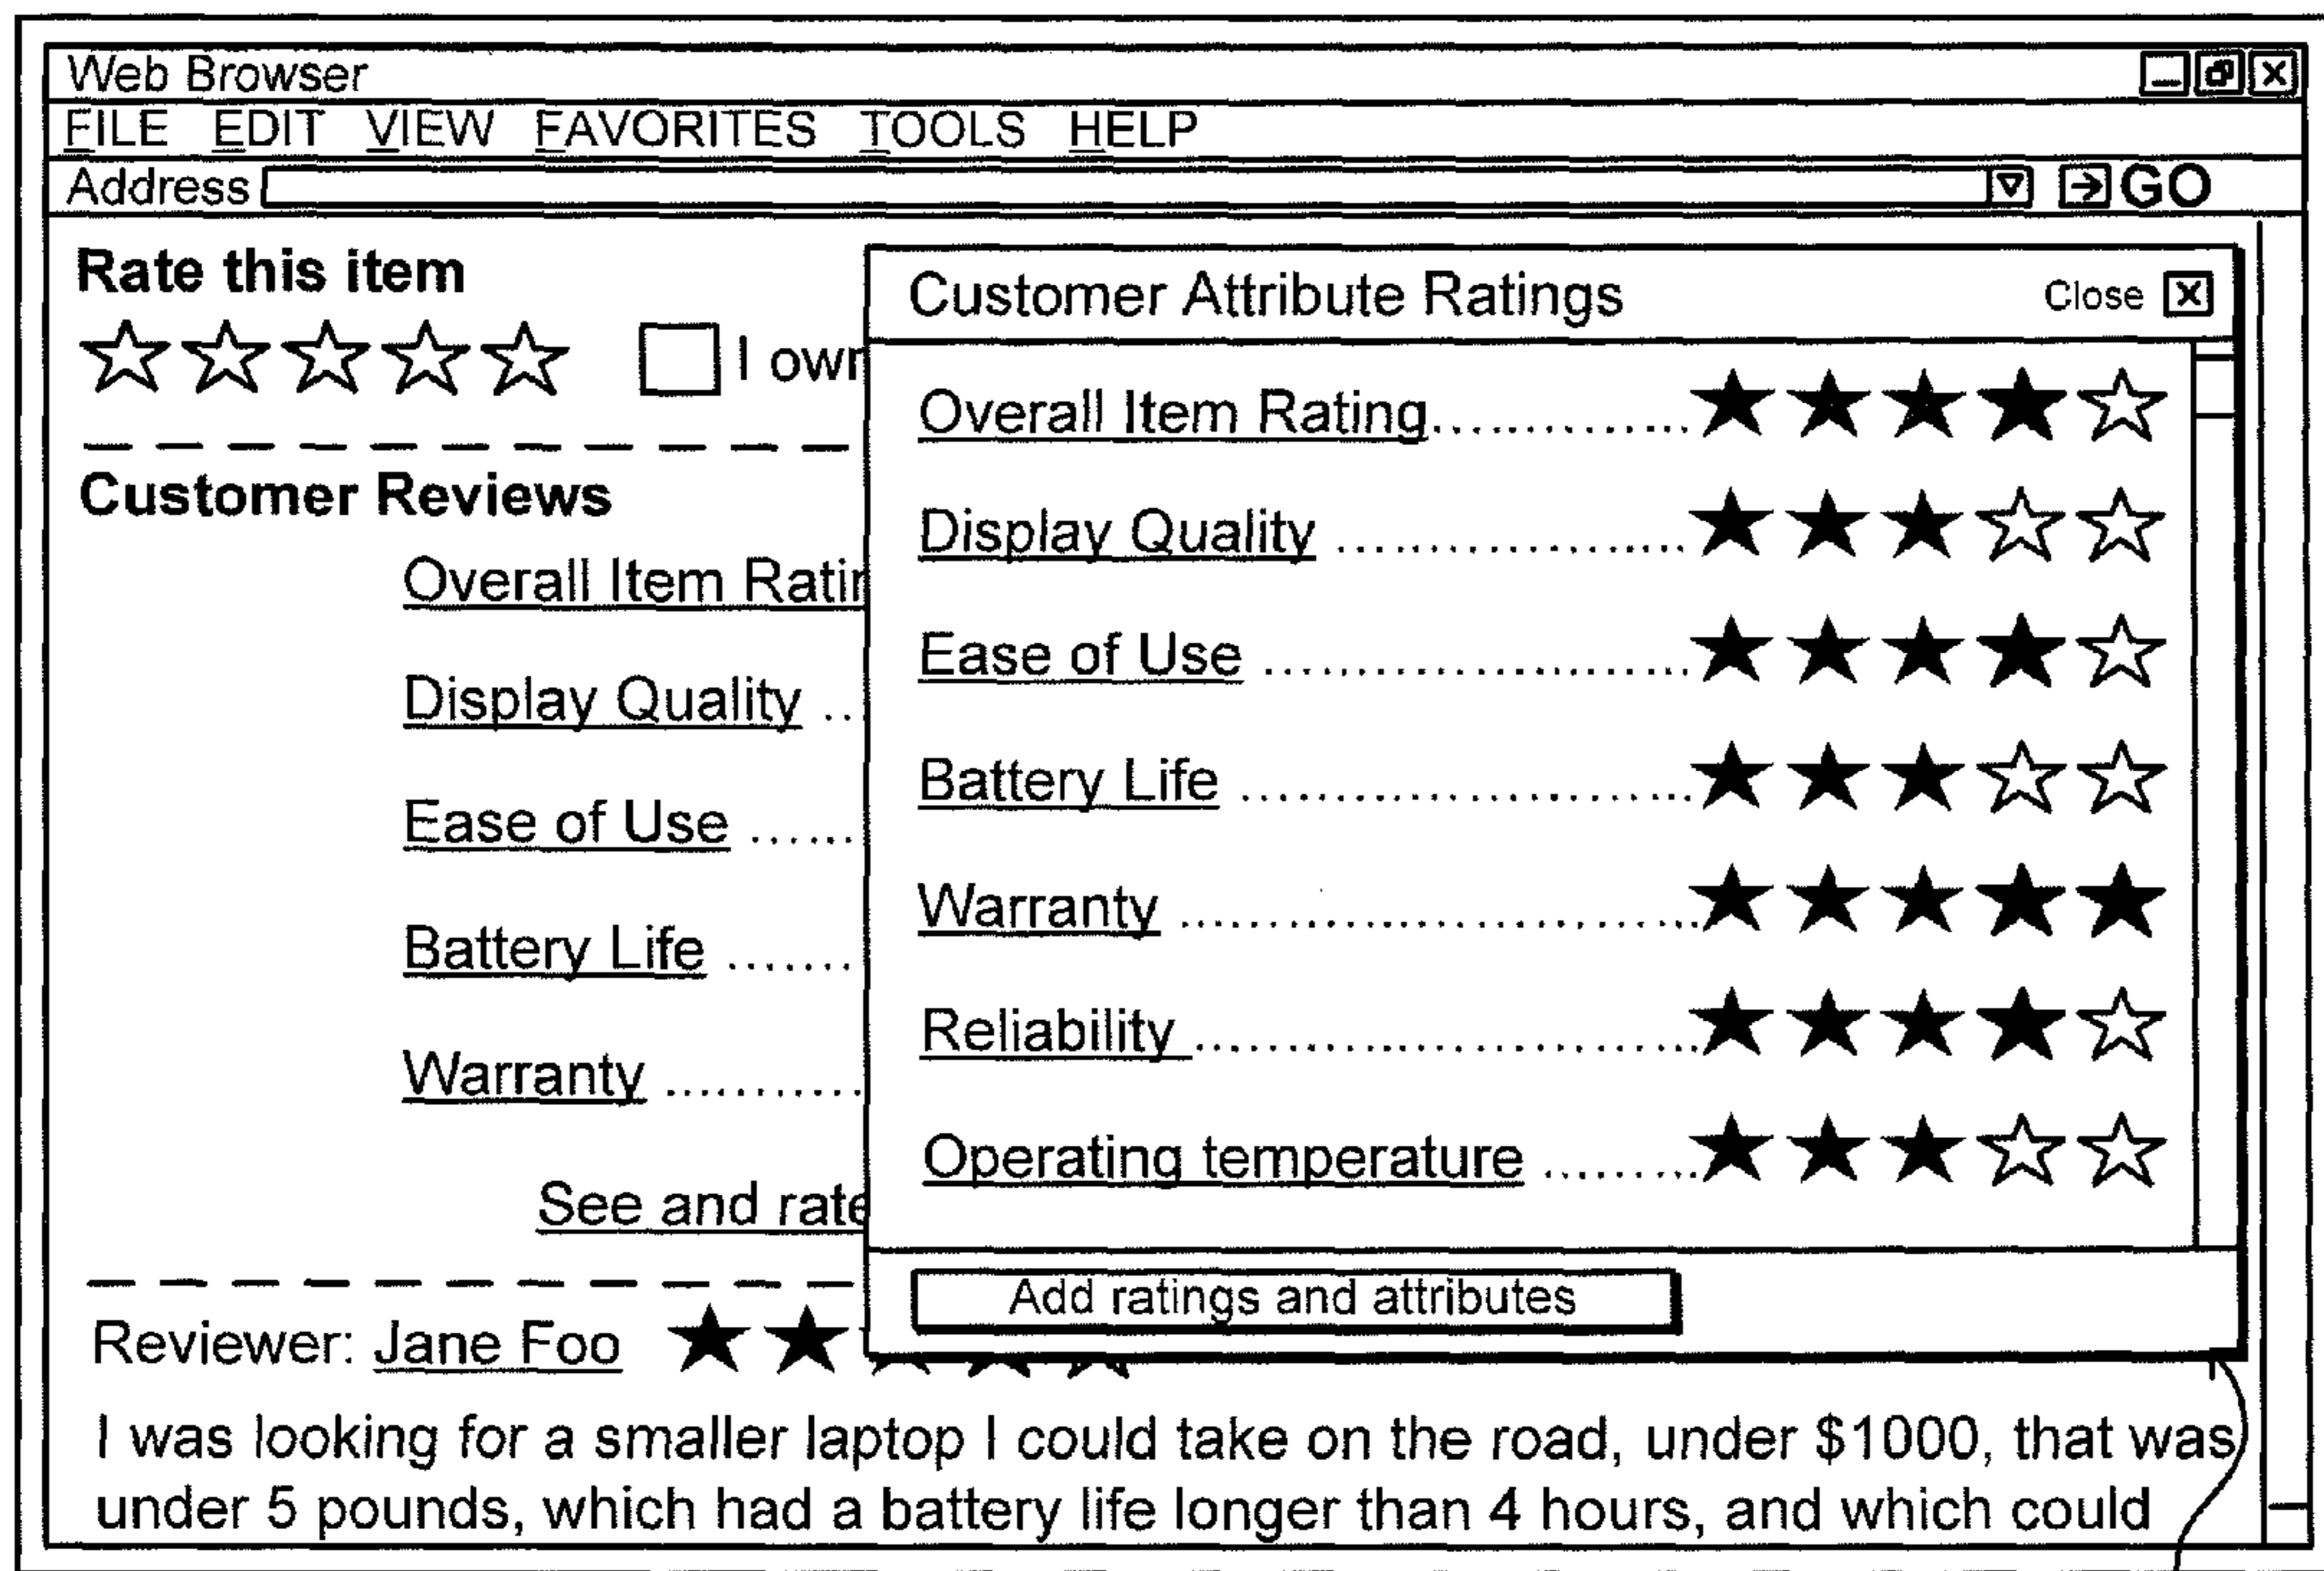 Web Browser
FILE EDIT VIEW FAVORITES TOOLS HELP
Address GO
Rate this item
I own
Customer Reviews
Overall Item Ratin
Display Quality
Ease of Use
Battery Life
Warranty
See and rate
Customer Attribute Ratings Close
Overall Item Rating
Display Quality
Ease of Use
Battery Life
Warranty
Reliability
Operating temperature
Add ratings and attributes
Reviewer: Jane Foo
I was looking for a smaller laptop I could take on the road, under $1000, that was
under 5 pounds, which had a battery life longer than 4 hours, and which could